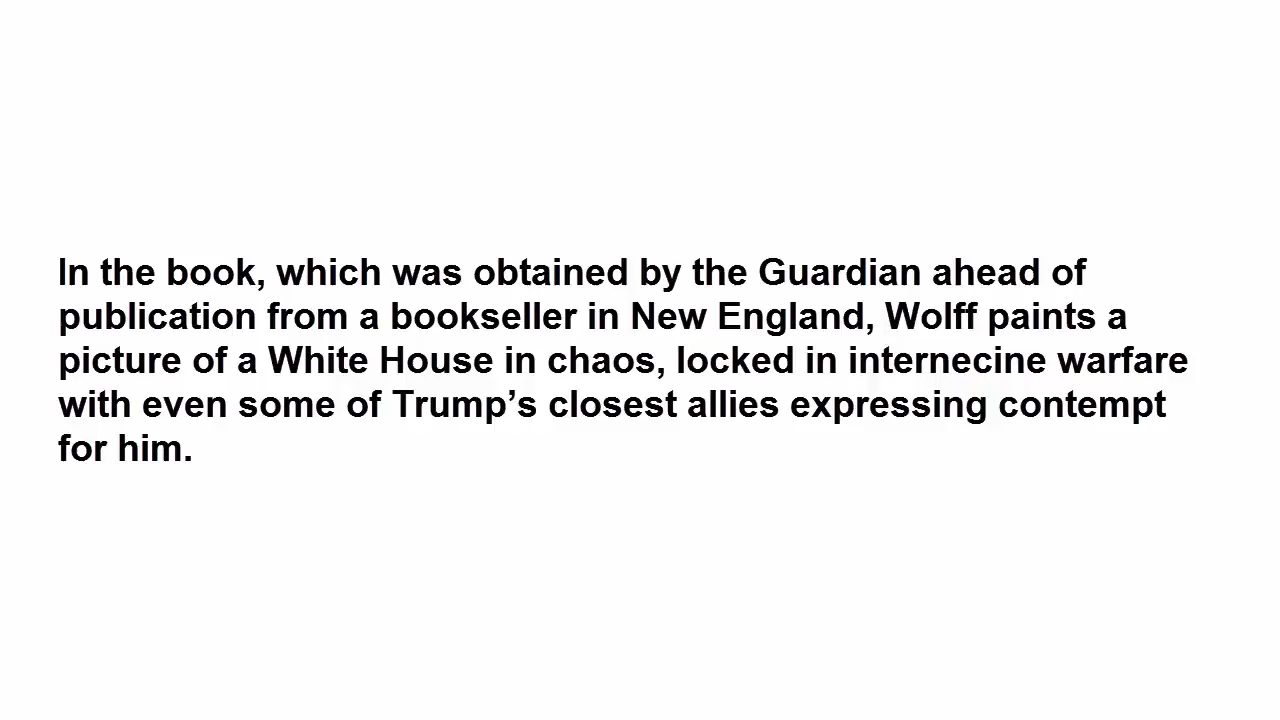 In the book, which was obtained by the Guardian ahead of
publication from a bookseller in New England, Wolff paints a
picture of a White House in chaos, locked in internecine warfare
with even some of Trump’s closest allies expressing contempt
for him.